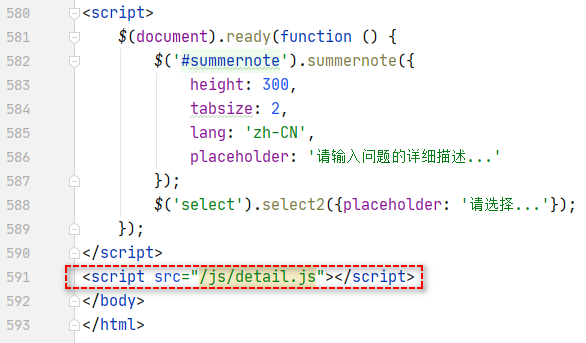 580 <script>
581     $(document).ready(function () {
582         $('#summernote').summernote({
583             height: 300,
584             tabsize: 2,
585             lang: 'zh-CN',
586             placeholder: '请输入问题的详细描述...'
587         });
588         $('select').select2({placeholder: '请选择...'});
589     });
590 </script>
591 <script src="/js/detail.js"></script>
592 </body>
593 </html>